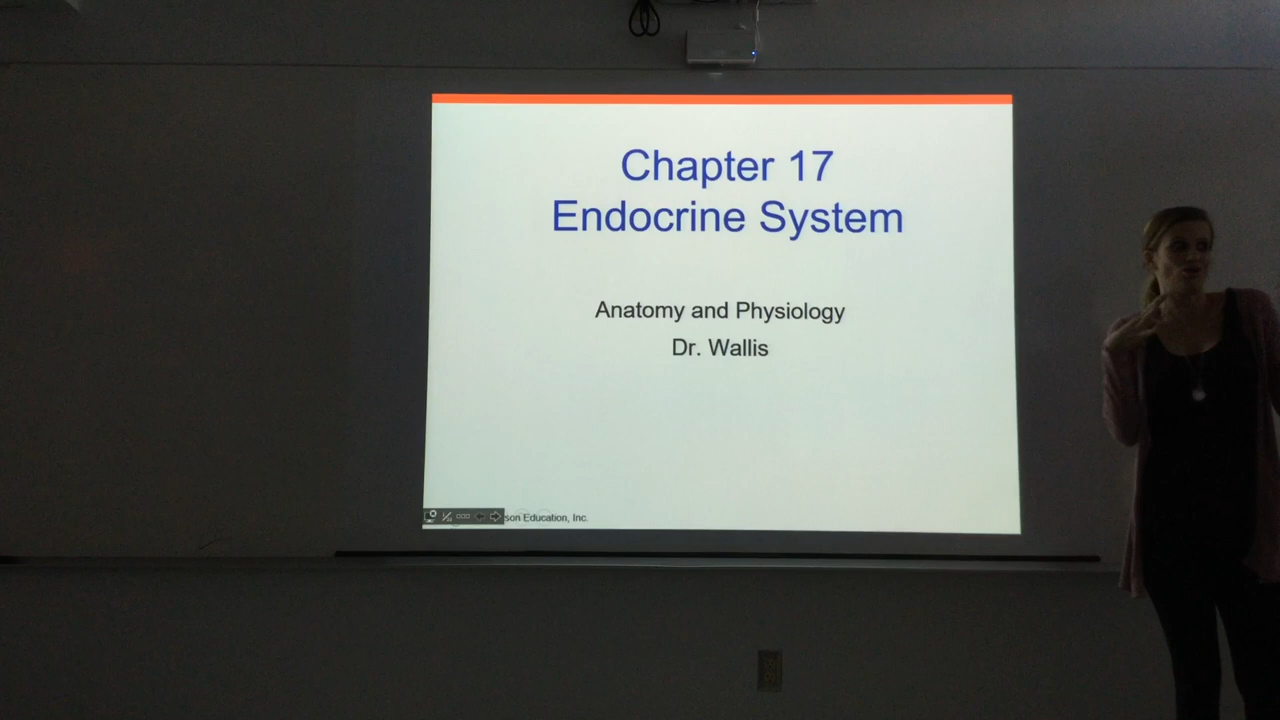 Chapter 17
Endocrine System
Anatomy and Physiology
Dr. Wallis
son Education, Inc.